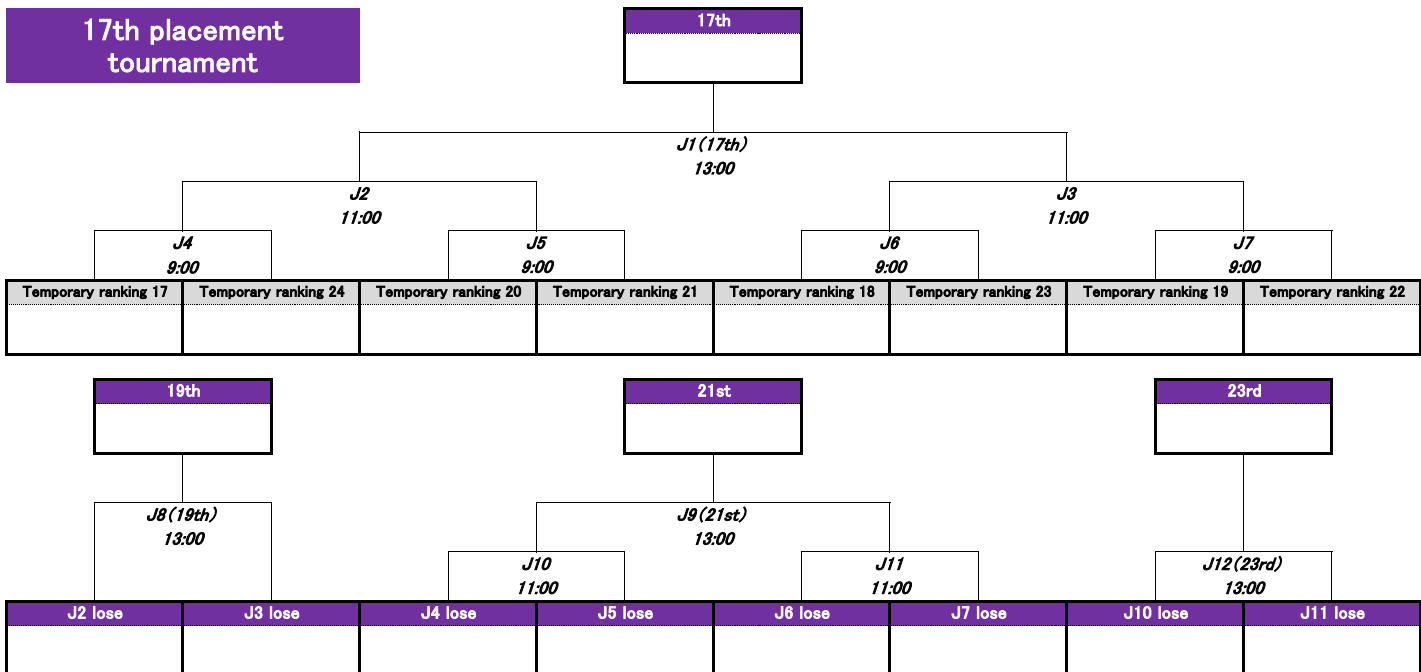 17th placement
tournament
17th
J1(17th)
13:00
J2
11:00
J3
11:00
J4
9:00
J5
9:00
J6
9:00
J7
9:00
Temporary ranking 17
Temporary ranking 24
Temporary ranking 20
Temporary ranking 21
Temporary ranking 18
Temporary ranking 23
Temporary ranking 19
Temporary ranking 22
19th
21st
23rd
J8(19th)
13:00
J9(21st)
13:00
J10
11:00
J11
11:00
J12(23rd)
13:00
J2 lose
J3 lose
J4 lose
J5 lose
J6 lose
J7 lose
J10 lose
J11 lose